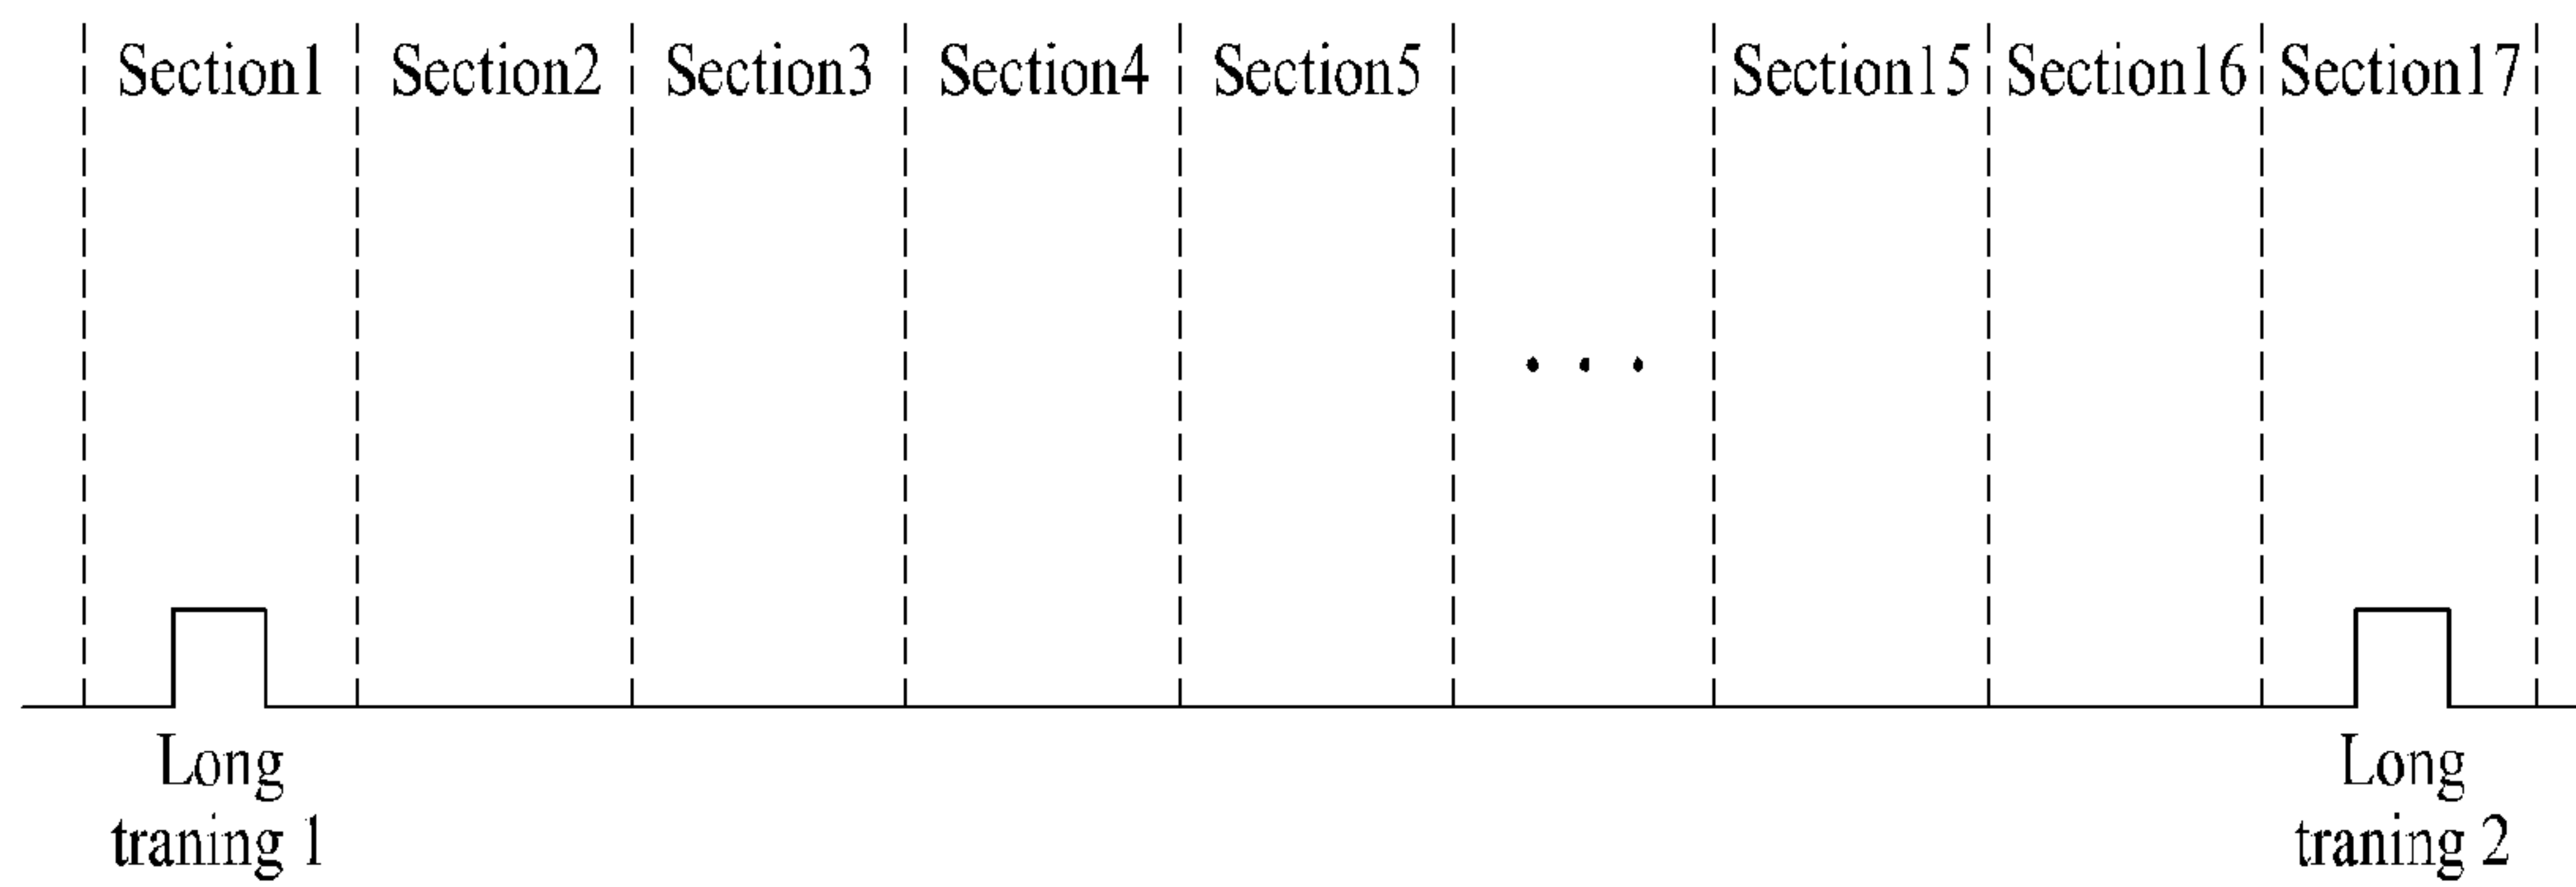 Section1 Section2 Section3 Section4 Section5 Section15 Section16 Section17
. . .
Long
traning 1
Long
traning 2